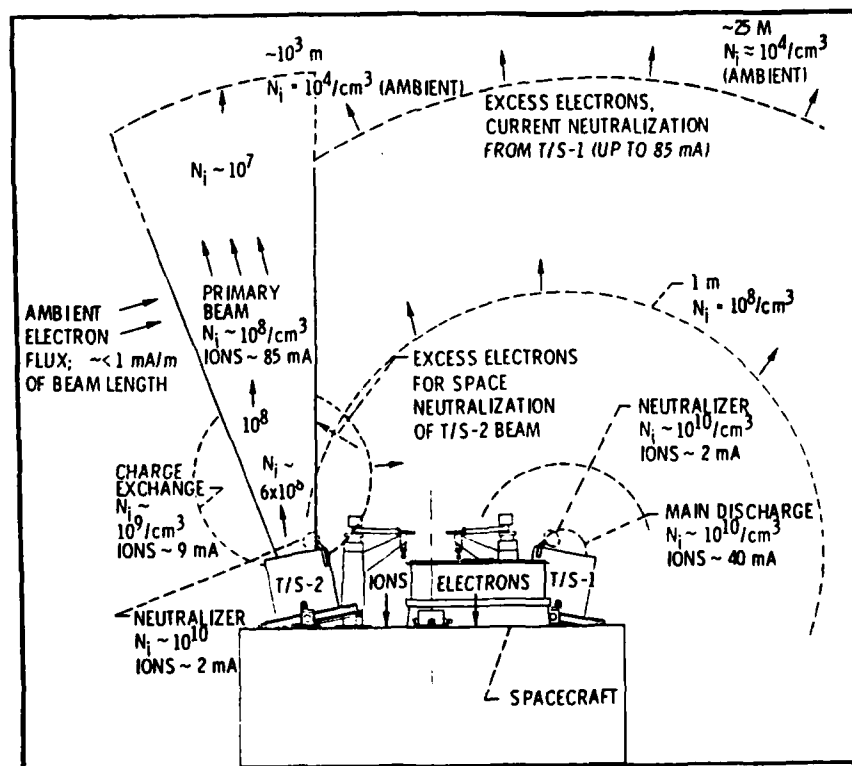 ~10³ m
Nᵢ = 10⁴/cm³ (AMBIENT)
~25 M
Nᵢ ≈ 10⁴/cm³
(AMBIENT)
EXCESS ELECTRONS,
CURRENT NEUTRALIZATION
FROM T/S-1 (UP TO 85 mA)
Nᵢ ~ 10⁷
1 m
Nᵢ = 10⁸/cm³
AMBIENT
ELECTRON
FLUX; ~< 1 mA/m
OF BEAM LENGTH
PRIMARY
BEAM
Nᵢ ~ 10⁸/cm³
IONS ~ 85 mA
EXCESS ELECTRONS
FOR SPACE
NEUTRALIZATION
OF T/S-2 BEAM
10⁸
NEUTRALIZER
Nᵢ ~ 10¹⁰/cm³
IONS ~ 2 mA
CHARGE
EXCHANGE
Nᵢ ~
10⁹/cm³
IONS ~ 9 mA
Nᵢ ~
MAIN DISCHARGE
Nᵢ ~ 10¹⁰/cm³
IONS ~ 40 mA
T/S-2
IONS
ELECTRONS
T/S-1
NEUTRALIZER
Nᵢ ~ 10¹⁰
IONS ~ 2 mA
SPACECRAFT